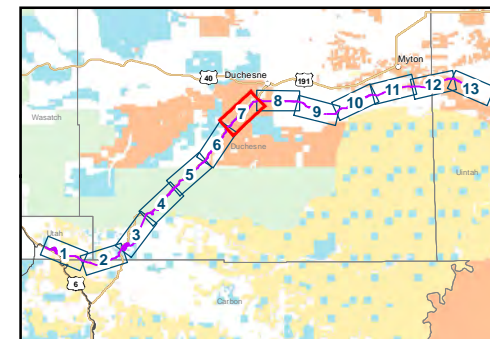 Myton
40
Duchesne
191
Wasatch
7
8
9
10
11
12
13
6
Duchesne
5
Uintah
4
3
Utah
1
2
6
Carbon